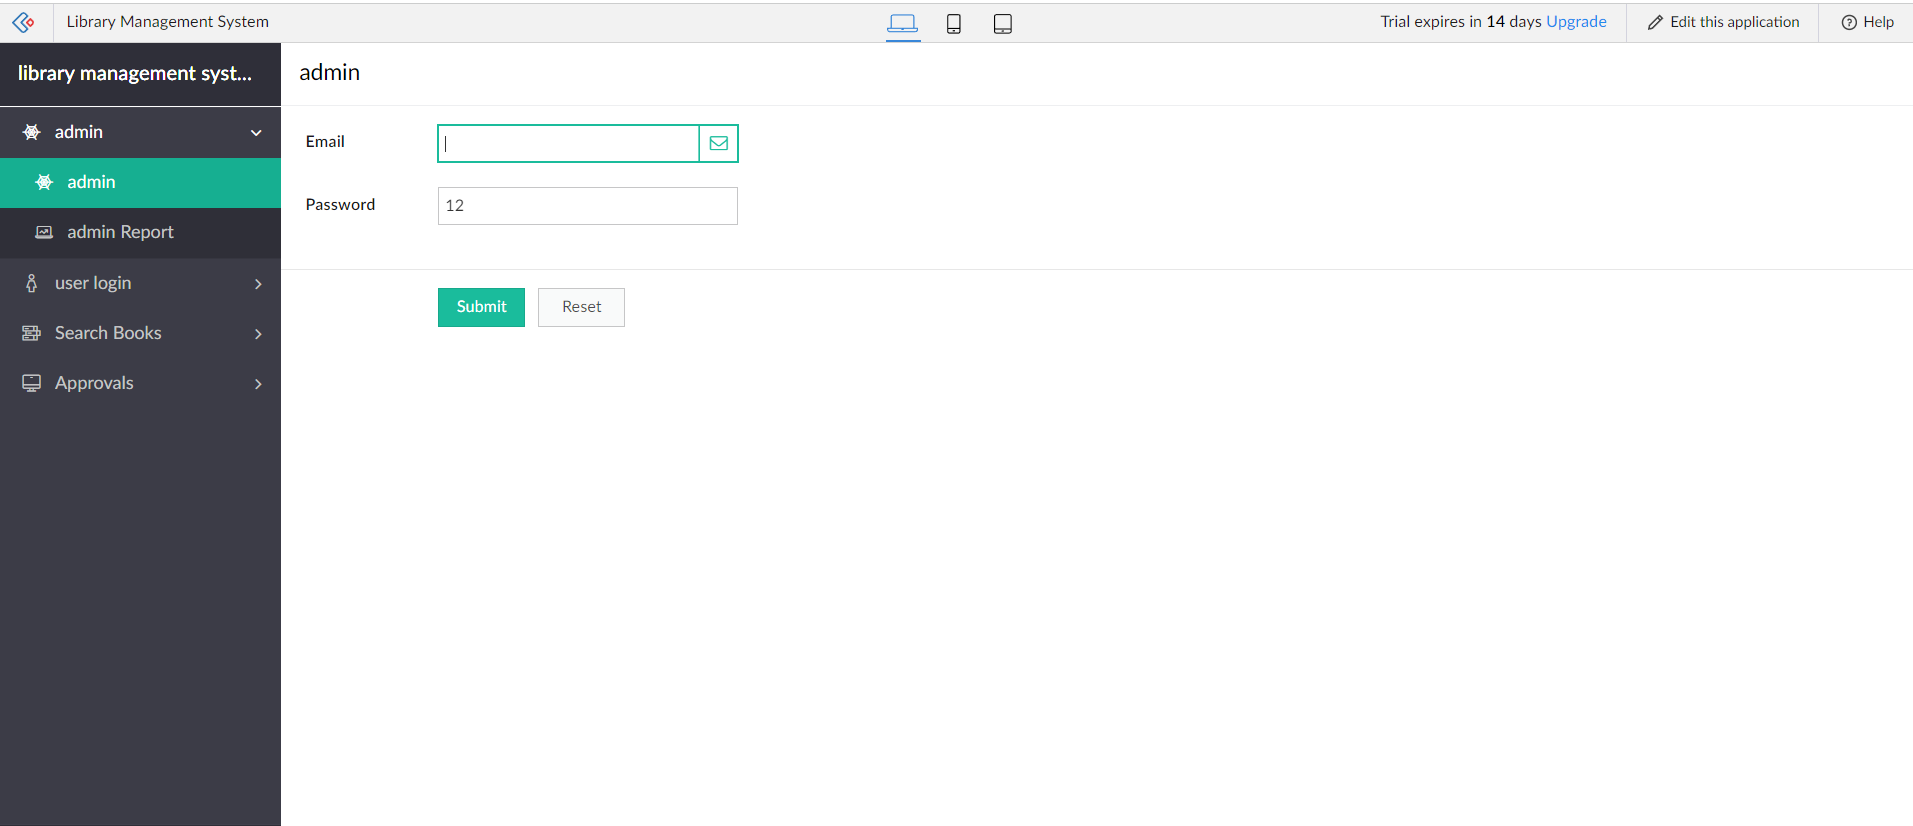 Library Management System
Trial expires in 14 days Upgrade
Edit this application
Help
library management syst...
admin
admin
admin Report
user login
Search Books
Approvals
admin
Email
Password
12
Submit
Reset